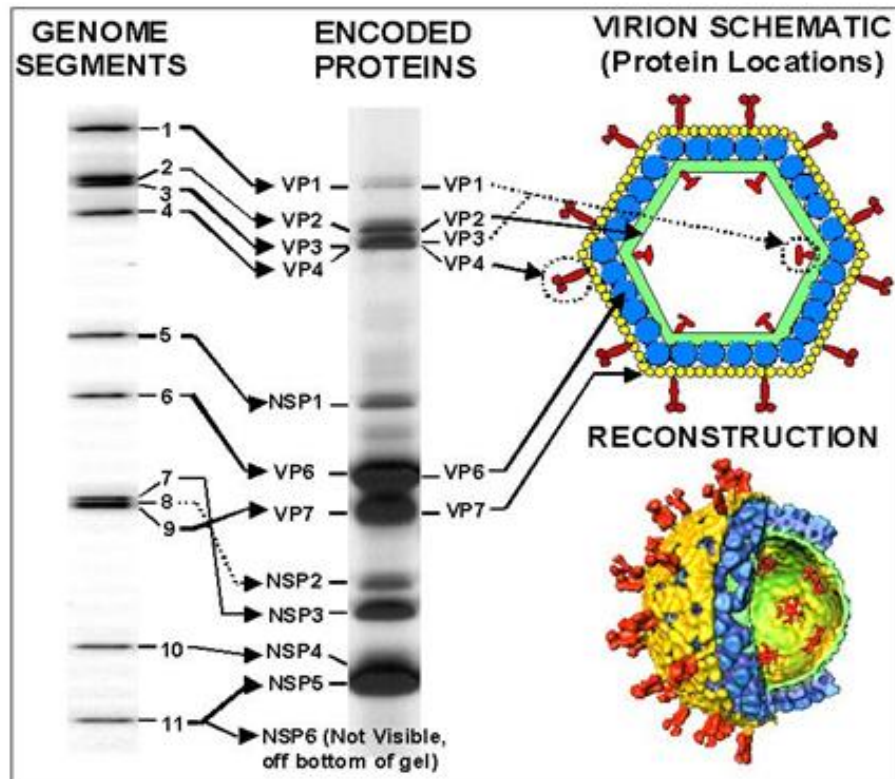 GENOME
SEGMENTS
1
2
3
4
5
6
7
8
9
10
11
ENCODED
PROTEINS
VP1
VP2
VP3
VP4
NSP1
VP6
VP7
NSP2
NSP3
NSP4
NSP5
NSP6 (Not Visible,
off bottom of gel)
VP1
VP2
VP3
VP4
VP6
VP7
VIRION SCHEMATIC
(Protein Locations)
RECONSTRUCTION